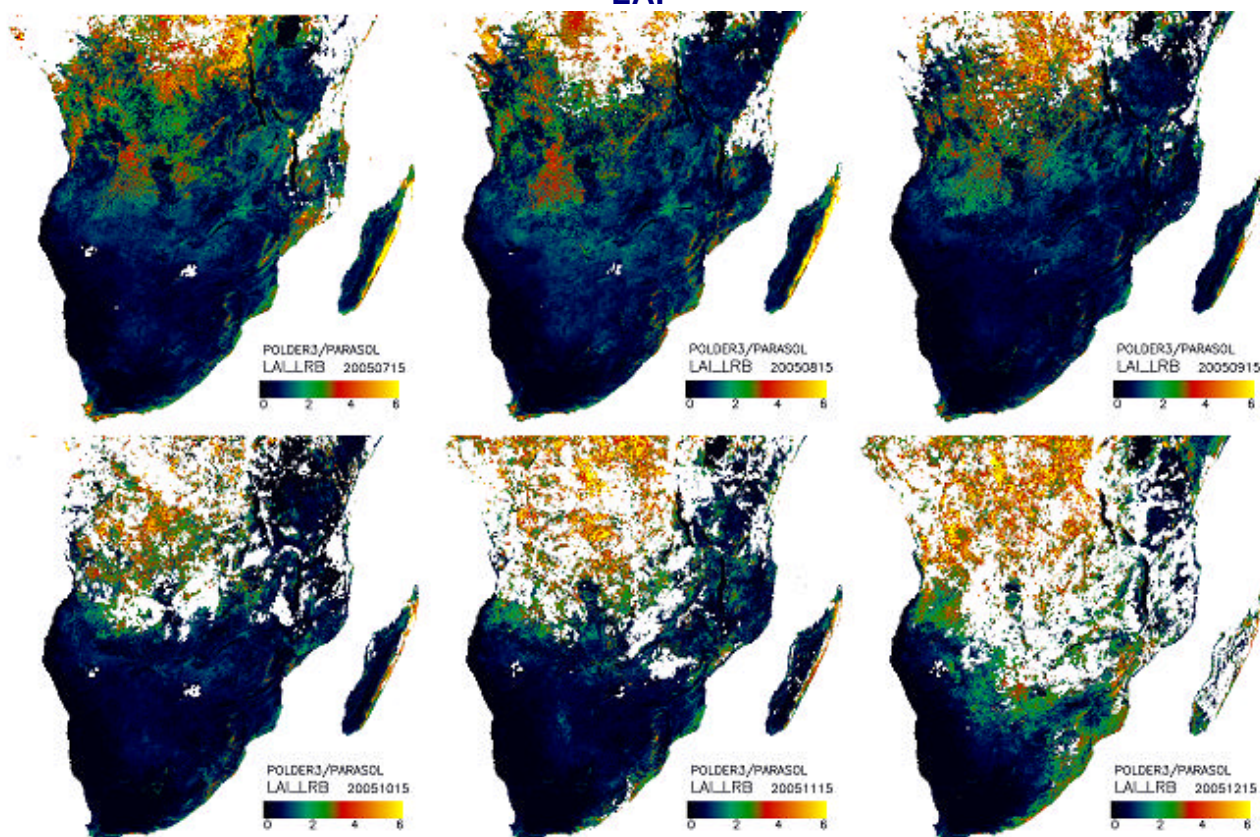 LAI
POLDER3/PARASOL
LAI_LRB 20050715
0 2 4 6
POLDER3/PARASOL
LAI_LRB 20050815
0 2 4 6
POLDER3/PARASOL
LAI_LRB 20050915
0 2 4 6
POLDER3/PARASOL
LAI_LRB 20051015
0 2 4 6
POLDER3/PARASOL
LAI_LRB 20051115
0 2 4 6
POLDER3/PARASOL
LAI_LRB 20051215
0 2 4 6